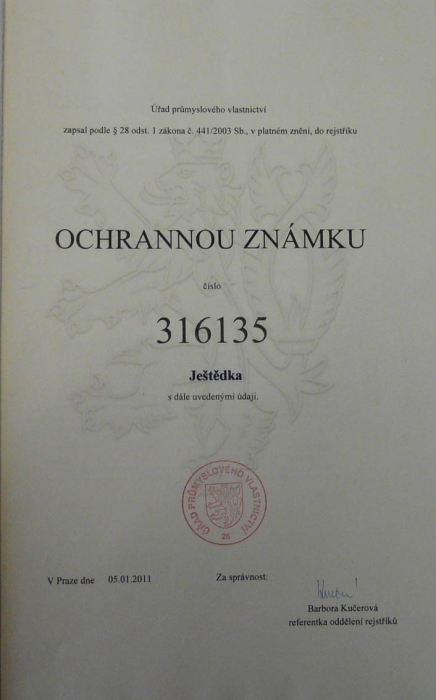 Úřad průmyslového vlastnictví
zapsal podle § 28 odst. 1 zákona č. 441/2003 Sb., v platném znění, do rejstříku
OCHRANNOU ZNÁMKU
číslo
316135
Ještědka
s dále uvedenými údaji.
ÚŘAD PRŮMYSLOVÉHO VLASTNICTVÍ
26
V Praze dne 05.01.2011 Za správnost:
Barbora Kučerová
referentka oddělení rejstříků